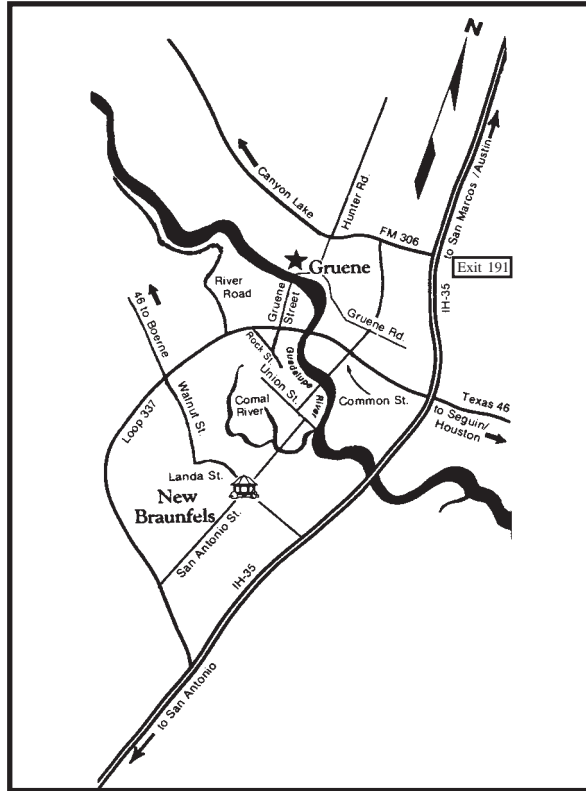 N
Canyon Lake
Hunter Rd.
to San Marcos / Austin
FM 306
Gruene
Exit 191
IH-35
River
Road
Gruene
Street
Gruene Rd.
46 to Boerne
Rock St.
Guadelupe
River
Union St.
Walnut St.
Comal
River
Common St.
Texas 46
to Seguin/
Houston
Loop 337
Landa St.
New
Braunfels
San Antonio St.
IH-35
to San Antonio